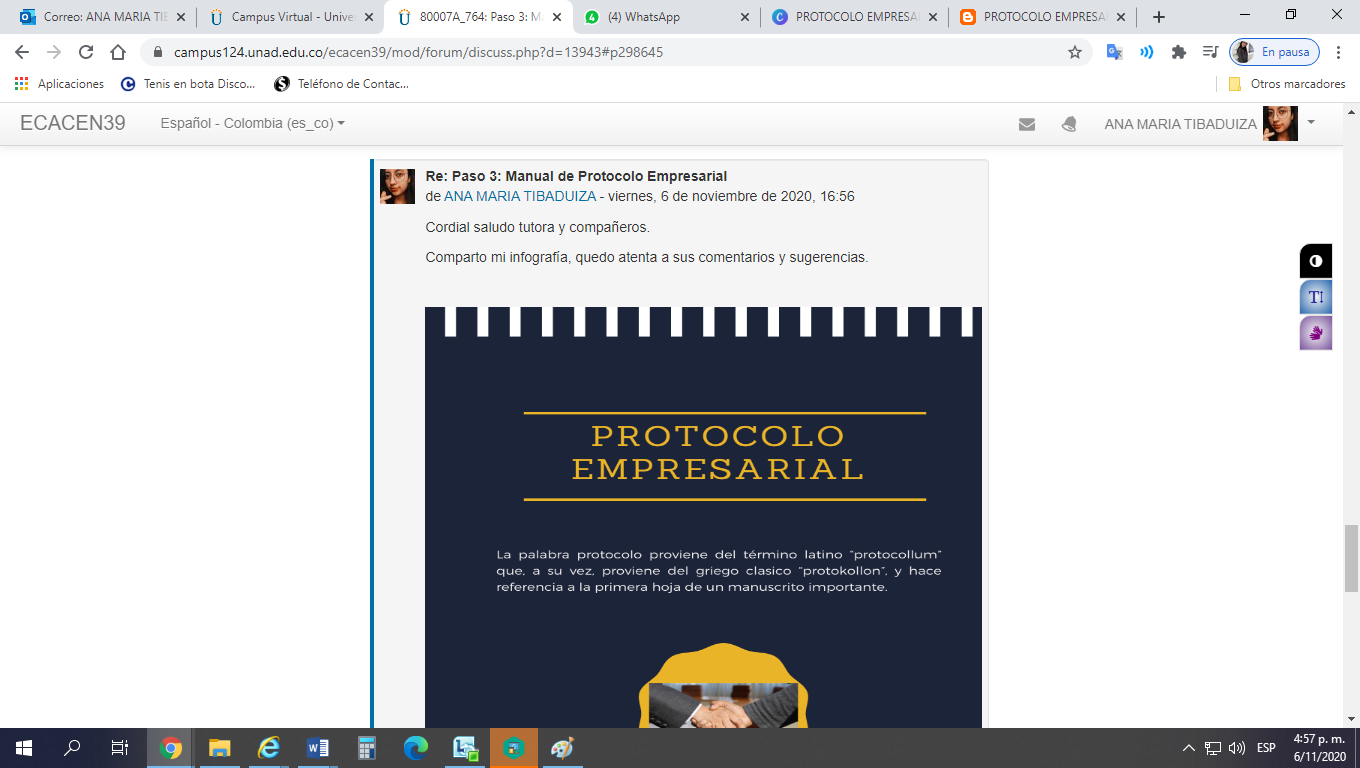 Correo: ANA MARIA TIE
Campus Virtual - Unive
80007A_764: Paso 3: M
(4) WhatsApp
PROTOCOLO EMPRESA
PROTOCOLO EMPRESA
campus124.unad.edu.co/ecacen39/mod/forum/discuss.php?d=13943#p298645
En pausa
Aplicaciones
Tenis en bota Disco...
Teléfono de Contac...
Otros marcadores
ECACEN39
Español - Colombia (es_co)
ANA MARIA TIBADUIZA
Re: Paso 3: Manual de Protocolo Empresarial
de ANA MARIA TIBADUIZA - viernes, 6 de noviembre de 2020, 16:56
Cordial saludo tutora y compañeros.
Comparto mi infografía, quedo atenta a sus comentarios y sugerencias.
PROTOCOLO
EMPRESARIAL
La palabra protocolo proviene del término latino "protocollum"
que, a su vez, proviene del griego clasico "protokollon", y hace
referencia a la primera hoja de un manuscrito importante.
ESP
4:57 p. m.
6/11/2020